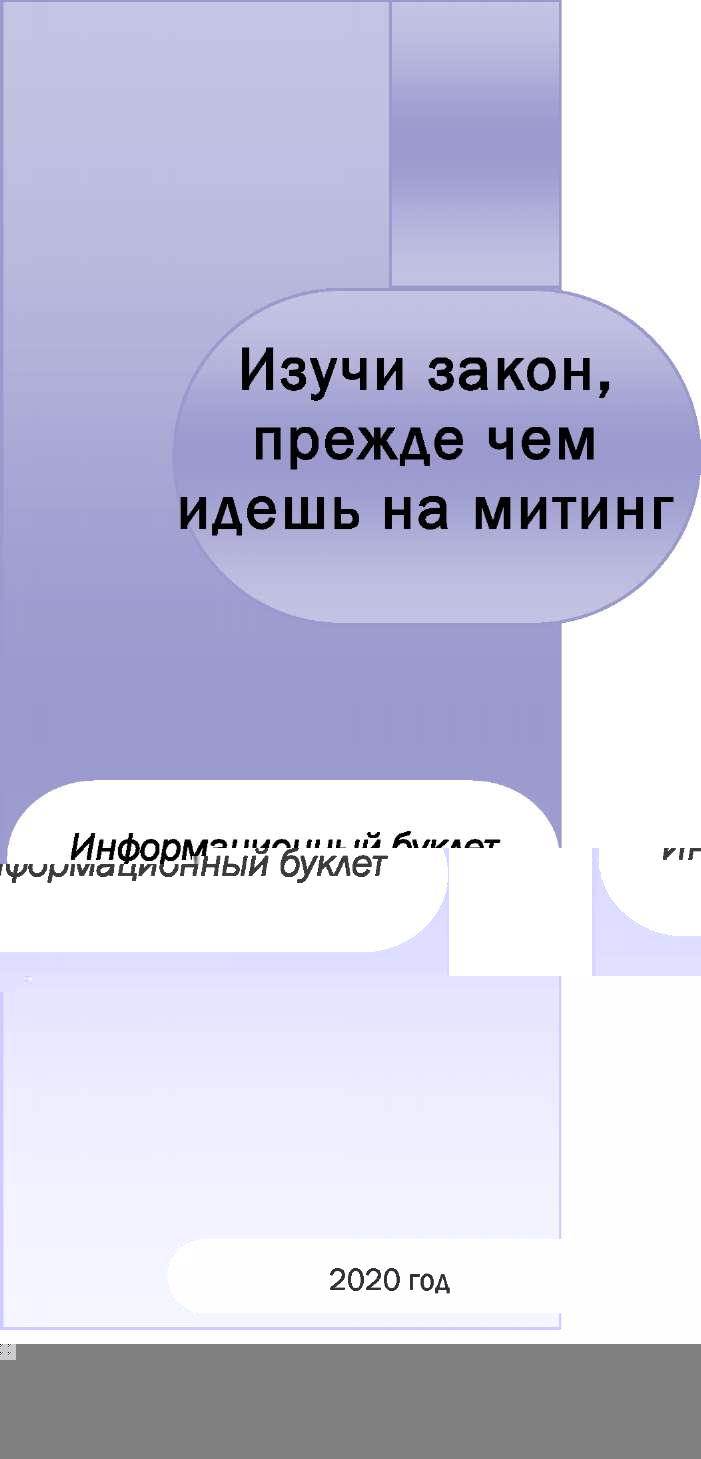 Изучи закон,
прежде чем
идешь на митинг
Информационный буклет
2020 год